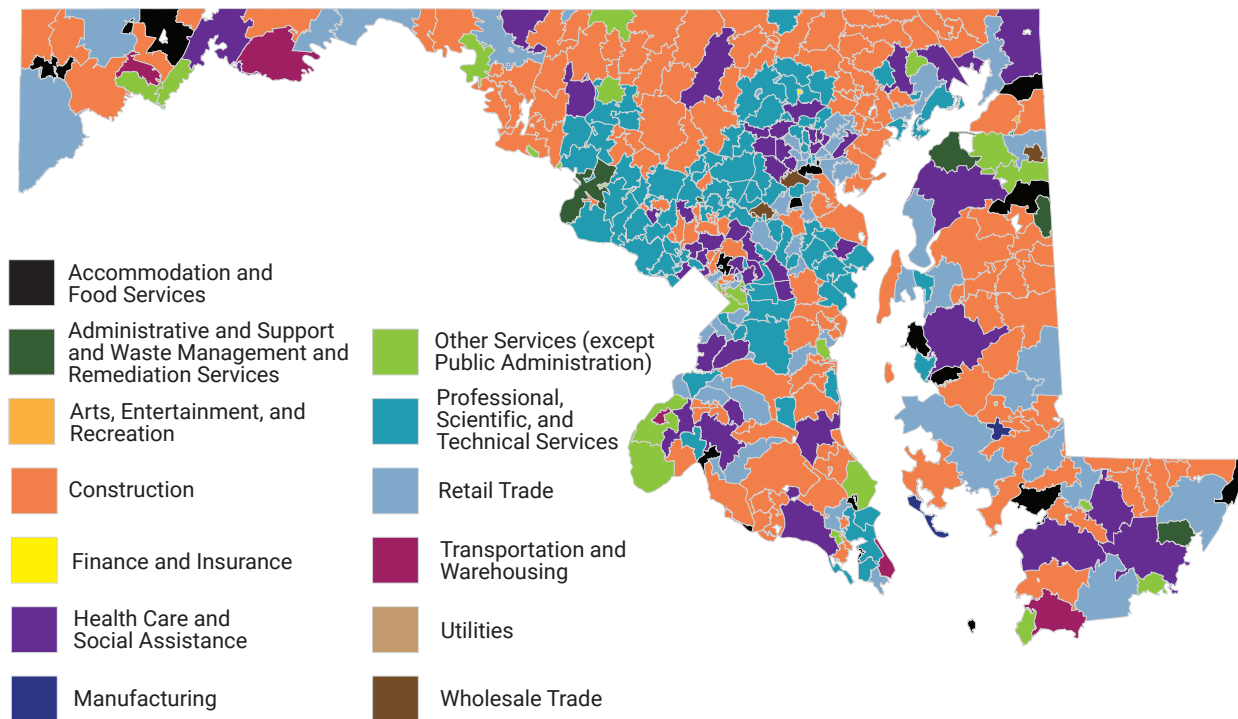 Accommodation and
Food Services
Administrative and Support
and Waste Management and
Remediation Services
Arts, Entertainment, and
Recreation
Construction
Finance and Insurance
Health Care and
Social Assistance
Manufacturing
Other Services (except
Public Administration)
Professional,
Scientific, and
Technical Services
Retail Trade
Transportation and
Warehousing
Utilities
Wholesale Trade